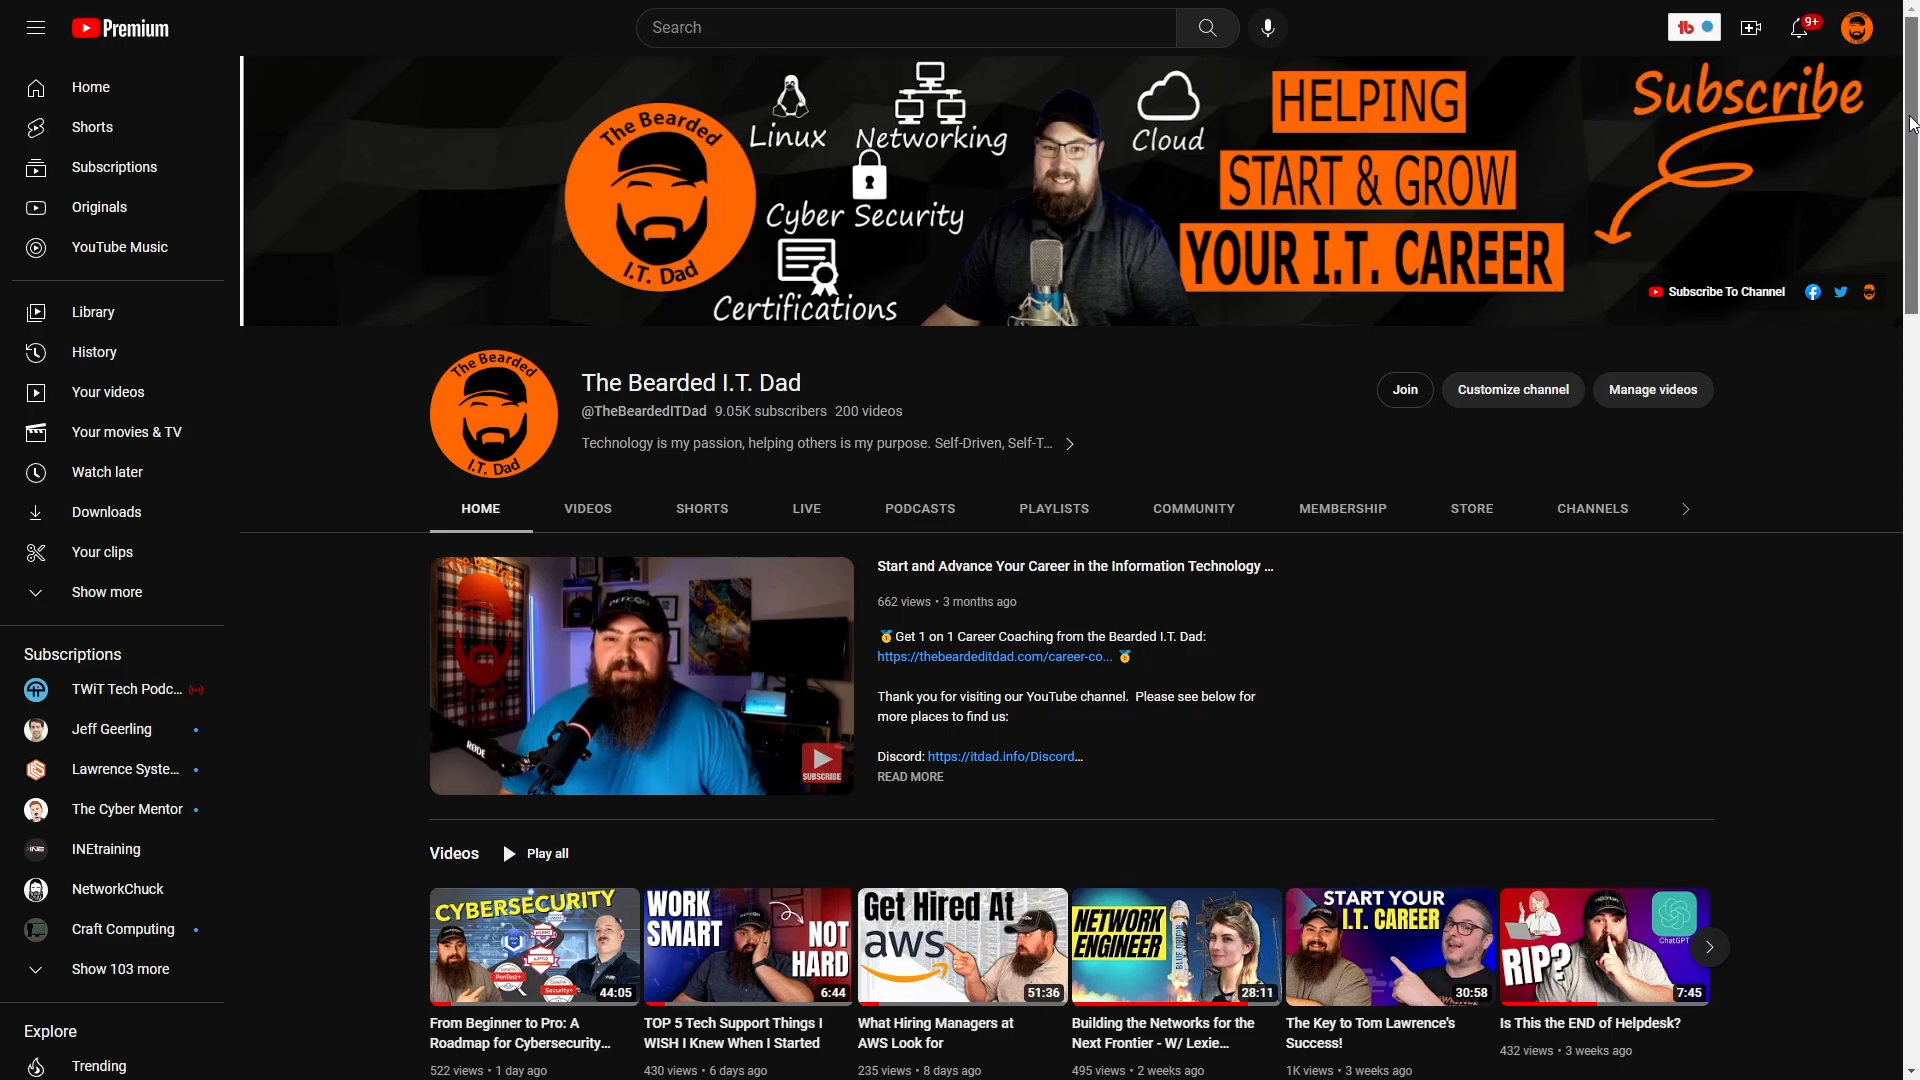 Premium
Search
9+
Home
Shorts
Subscriptions
Originals
YouTube Music
Library
History
Your videos
Your movies & TV
Watch later
Downloads
Your clips
Show more
Subscriptions
TWiT Tech Podc...
Jeff Geerling
Lawrence Syste...
The Cyber Mentor
INEtraining
NetworkChuck
Craft Computing
Show 103 more
Explore
Trending
The Bearded
I.T. Dad
Linux
Networking
Cyber Security
Certifications
Cloud
HELPING
START & GROW
YOUR I.T. CAREER
Subscribe
Subscribe To Channel
The Bearded
I.T. Dad
The Bearded I.T. Dad
@TheBeardedITDad 9.05K subscribers 200 videos
Technology is my passion, helping others is my purpose. Self-Driven, Self-T...
Join
Customize channel
Manage videos
HOME VIDEOS SHORTS LIVE PODCASTS PLAYLISTS COMMUNITY MEMBERSHIP STORE CHANNELS
RODE
SUBSCRIBE
Start and Advance Your Career in the Information Technology ...
662 views • 3 months ago
🥇Get 1 on 1 Career Coaching from the Bearded I.T. Dad:
https://thebeardeditdad.com/career-co... 🥇
Thank you for visiting our YouTube channel. Please see below for
more places to find us:
Discord: https://itdad.info/Discord...
READ MORE
Videos
Play all
CYBERSECURITY
PenTest+
Security+
44:05
From Beginner to Pro: A
Roadmap for Cybersecurity...
522 views • 1 day ago
WORK
SMART
NOT
HARD
6:44
TOP 5 Tech Support Things I
WISH I Knew When I Started
430 views • 6 days ago
Get Hired At
aws
51:36
What Hiring Managers at
AWS Look for
235 views • 8 days ago
NETWORK
ENGINEER
BLUE ORIGIN
28:11
Building the Networks for the
Next Frontier - W/ Lexie...
495 views • 2 weeks ago
START YOUR
I.T. CAREER
30:58
The Key to Tom Lawrence's
Success!
1K views • 3 weeks ago
RIP?
ChatGPT
7:45
Is This the END of Helpdesk?
432 views • 3 weeks ago